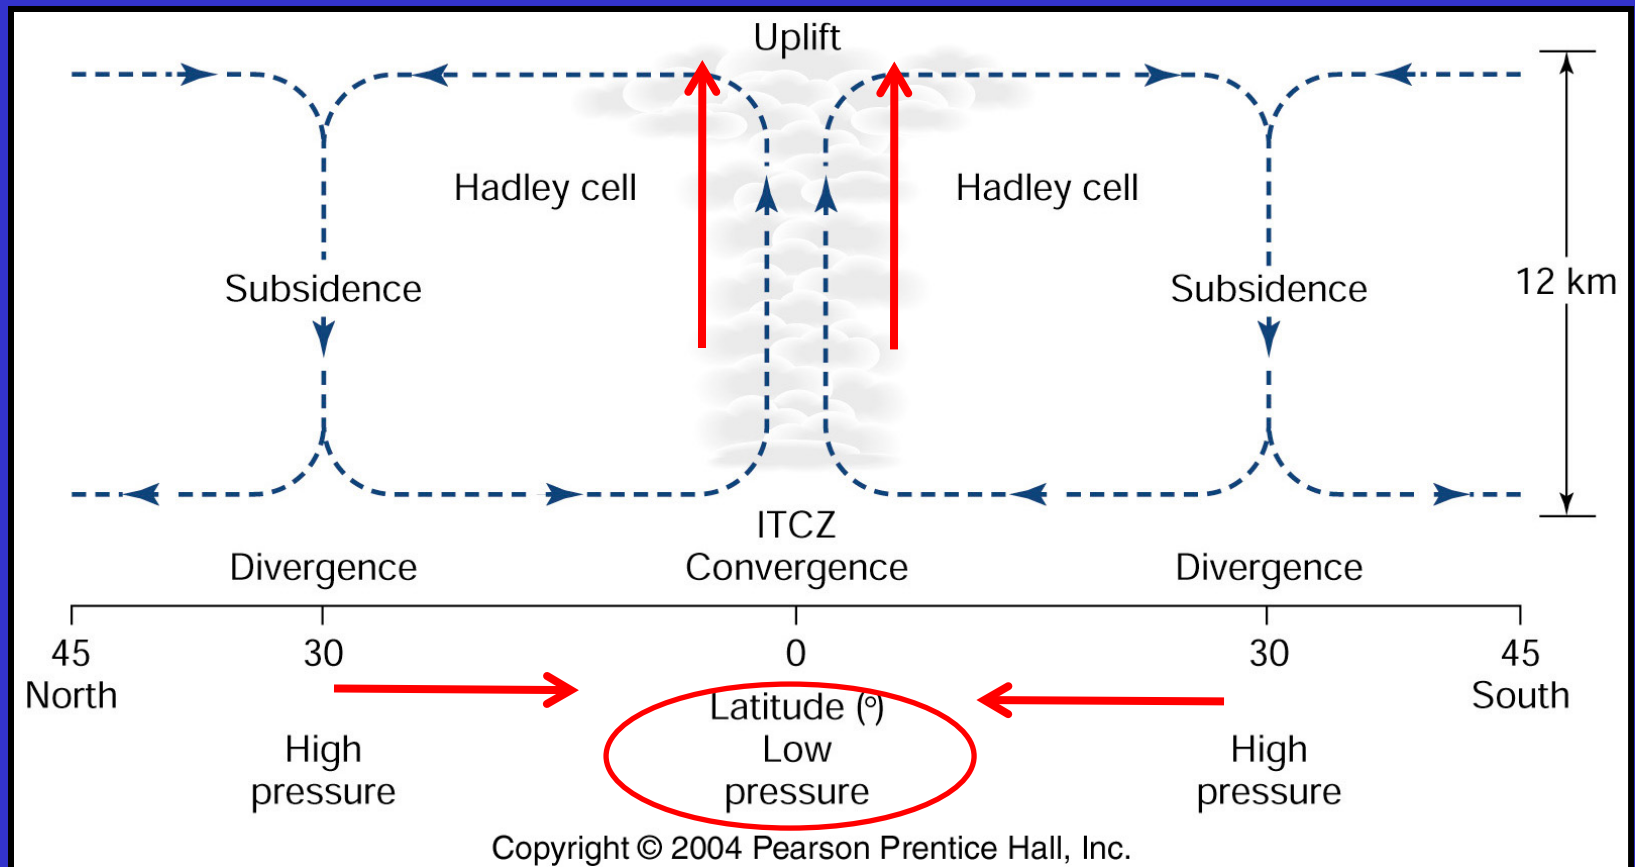 Uplift
Hadley cell
Hadley cell
Subsidence
Subsidence
12 km
ITCZ
Divergence
Convergence
Divergence
45
30
0
30
45
North
South
Latitude (°)
High
Low
High
pressure
pressure
pressure
Copyright © 2004 Pearson Prentice Hall, Inc.